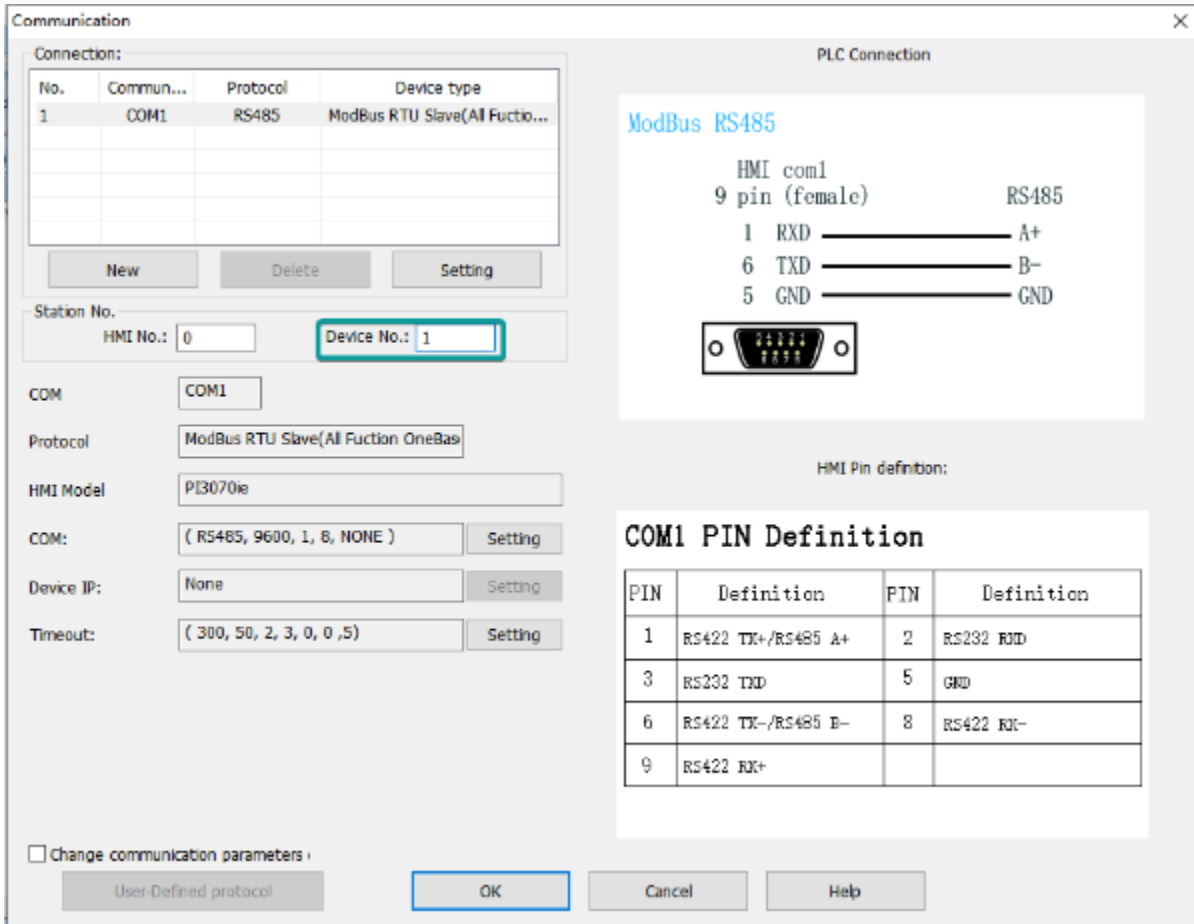 Communication
Connection:
No. Commun... Protocol Device type
1 COM1 RS485 ModBus RTU Slave(All Fuctio...
New Delete Setting
Station No.
HMI No.: 0 Device No.: 1
COM COM1
Protocol ModBus RTU Slave(All Fuction OneBase
HMI Model PI3070ie
COM: ( RS485, 9600, 1, 8, NONE ) Setting
Device IP: None Setting
Timeout: ( 300, 50, 2, 3, 0, 0 ,5) Setting
Change communication parameters
User-Defined protocol OK Cancel Help
PLC Connection
ModBus RS485
HMI com1
9 pin (female) RS485
1 RXD A+
6 TXD B-
5 GND GND
HMI Pin definition:
COM1 PIN Definition
PIN Definition PIN Definition
1 RS422 TX+/RS485 A+ 2 RS232 RXD
3 RS232 TXD 5 GND
6 RS422 TX-/RS485 B- 8 RS422 RX-
9 RS422 RX+